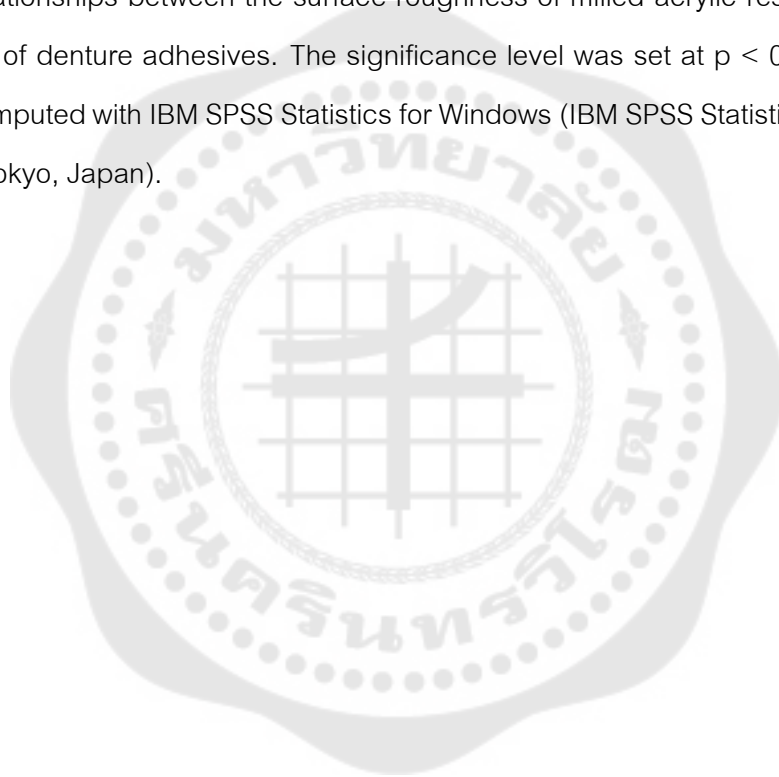 ationships between the surface roughness of milled acrylic res
of denture adhesives. The significance level was set at p < 0
mputed with IBM SPSS Statistics for Windows (IBM SPSS Statisti
okyo, Japan).
มหาวิทยาลัย
ศรีนครินทรวิโรฒ